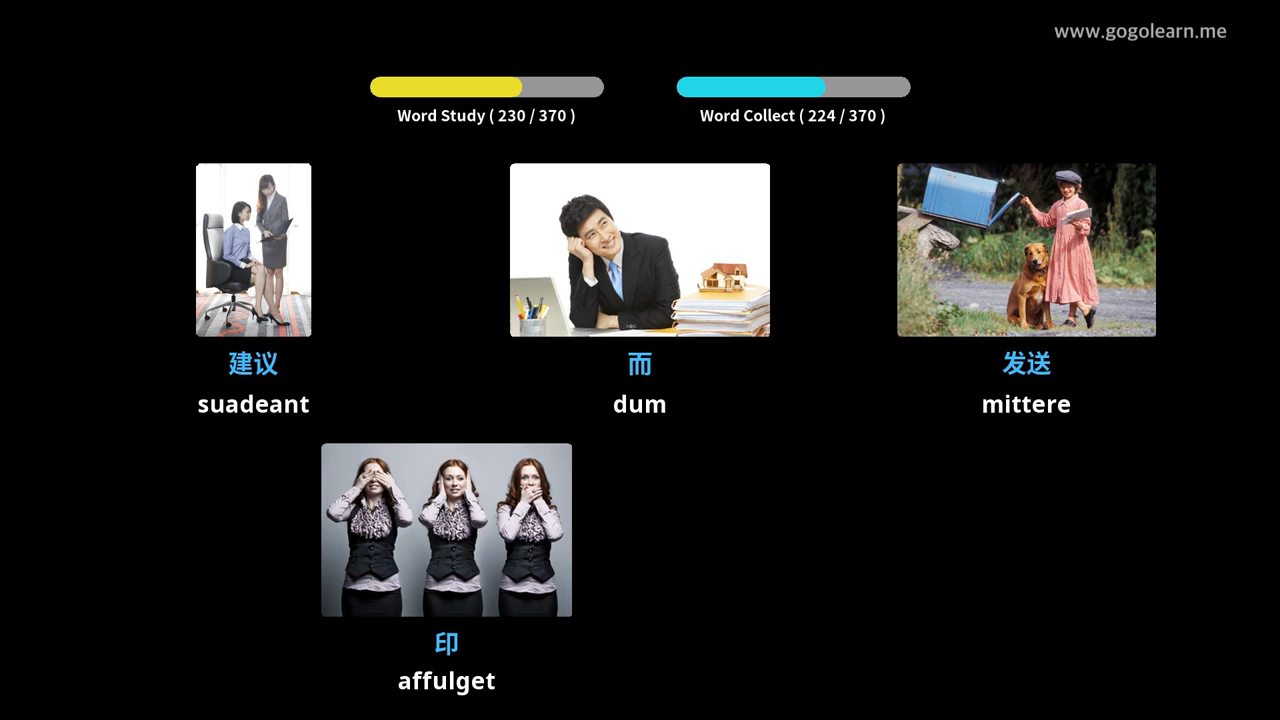 www.gogolearn.me
Word Study ( 230 / 370 )
Word Collect ( 224 / 370 )
建议
suadeant
而
dum
发送
mittere
印
affulget